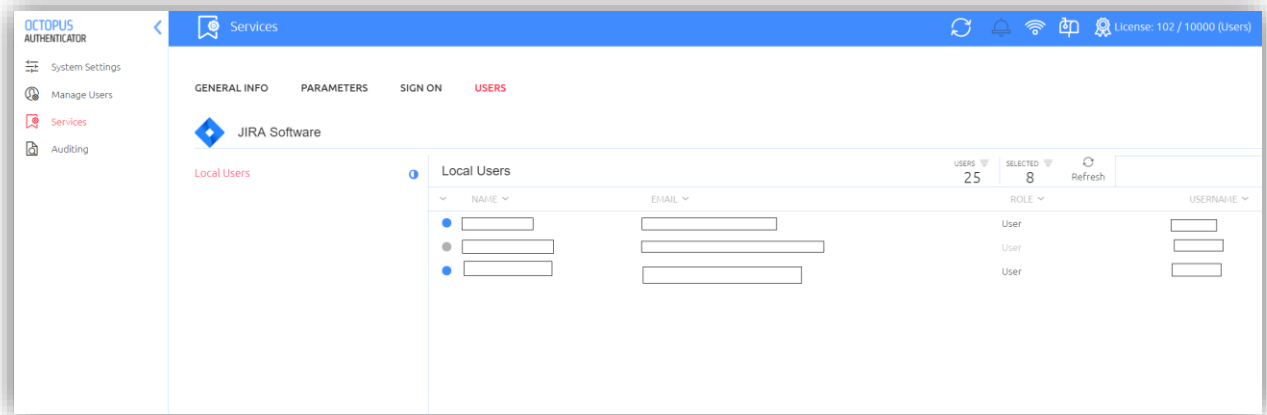 OCTOPUS
AUTHENTICATOR
Services
License: 102 / 10000 (Users)
System Settings
Manage Users
Services
Auditing
GENERAL INFO PARAMETERS SIGN ON USERS
JIRA Software
Local Users
Local Users
USERS SELECTED
25 8 Refresh
NAME EMAIL ROLE USERNAME
User
User
User